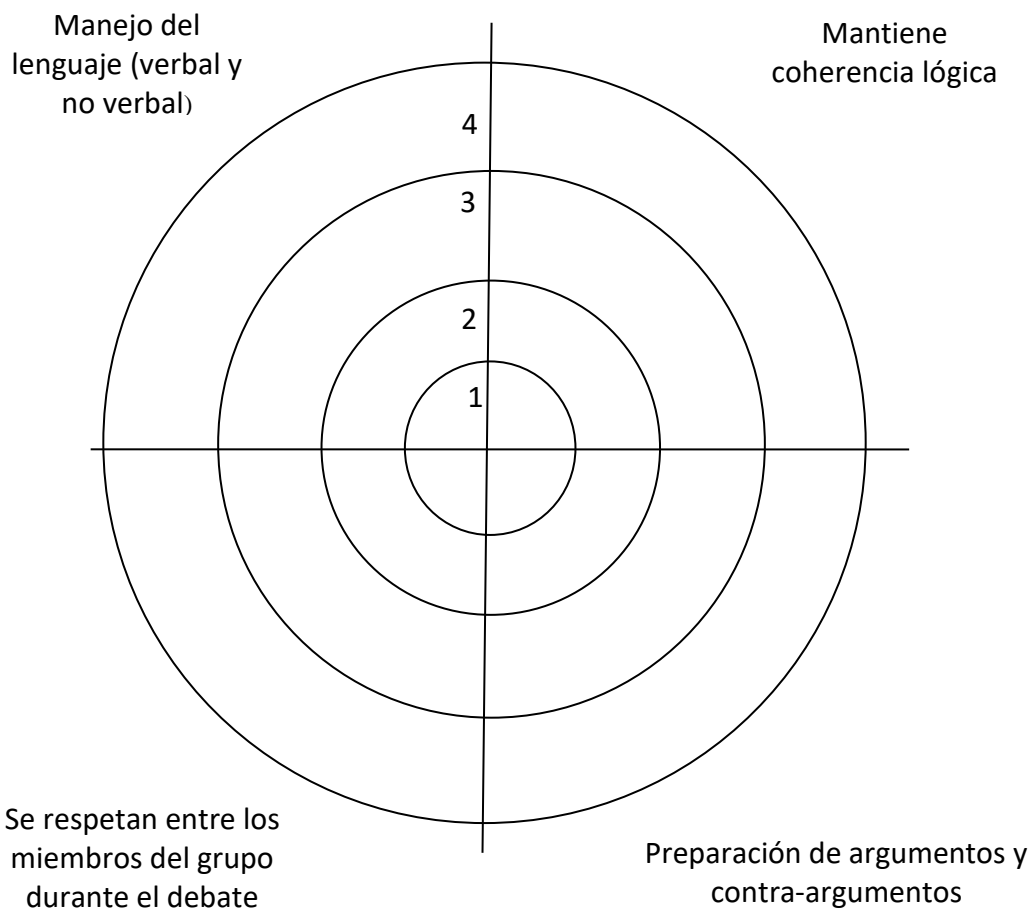 Manejo del
lenguaje (verbal y
no verbal)
Mantiene
coherencia lógica
4
3
2
1
Se respetan entre los
miembros del grupo
durante el debate
Preparación de argumentos y
contra-argumentos